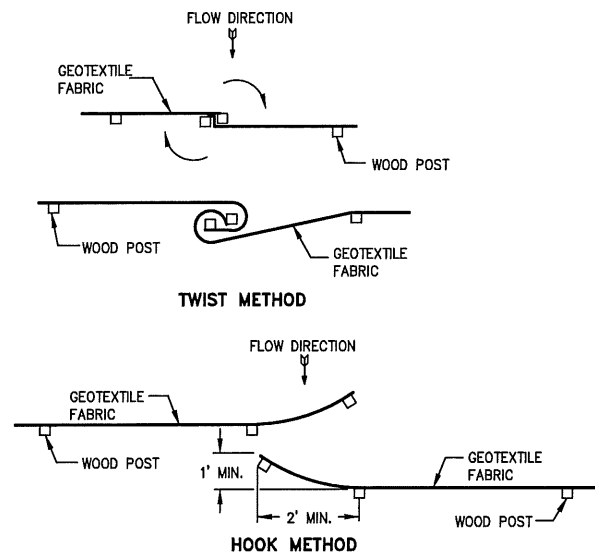 FLOW DIRECTION
GEOTEXTILE
FABRIC
WOOD POST
WOOD POST
GEOTEXTILE
FABRIC
TWIST METHOD
FLOW DIRECTION
GEOTEXTILE
FABRIC
WOOD POST
1' MIN.
GEOTEXTILE
FABRIC
2' MIN.
WOOD POST
HOOK METHOD